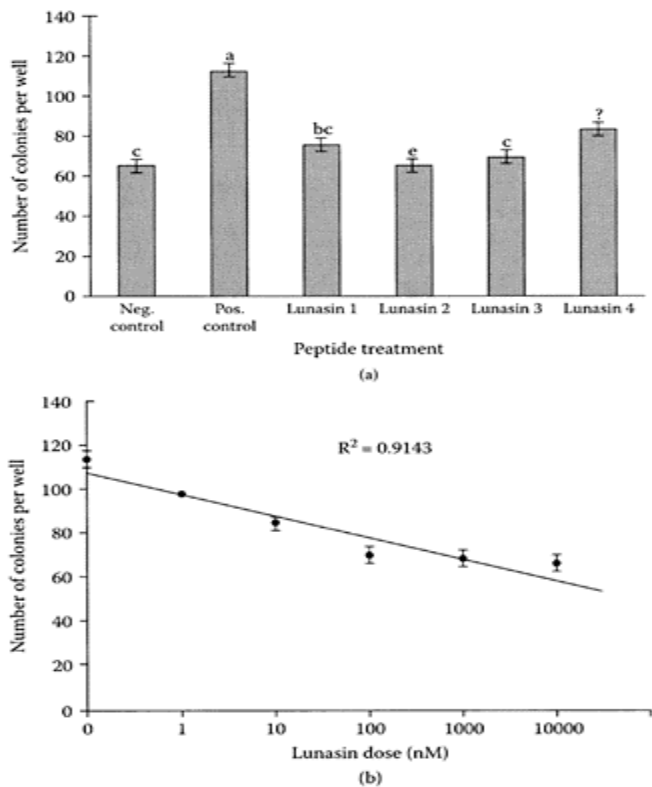 140
120
100
80
60
40
20
0
Number of colonies per well
c
a
bc
e
c
?
Neg. control
Pos. control
Lunasin 1
Lunasin 2
Lunasin 3
Lunasin 4
Peptide treatment
(a)
140
120
100
80
60
40
20
0
Number of colonies per well
R² = 0.9143
0 1 10 100 1000 10000
Lunasin dose (nM)
(b)